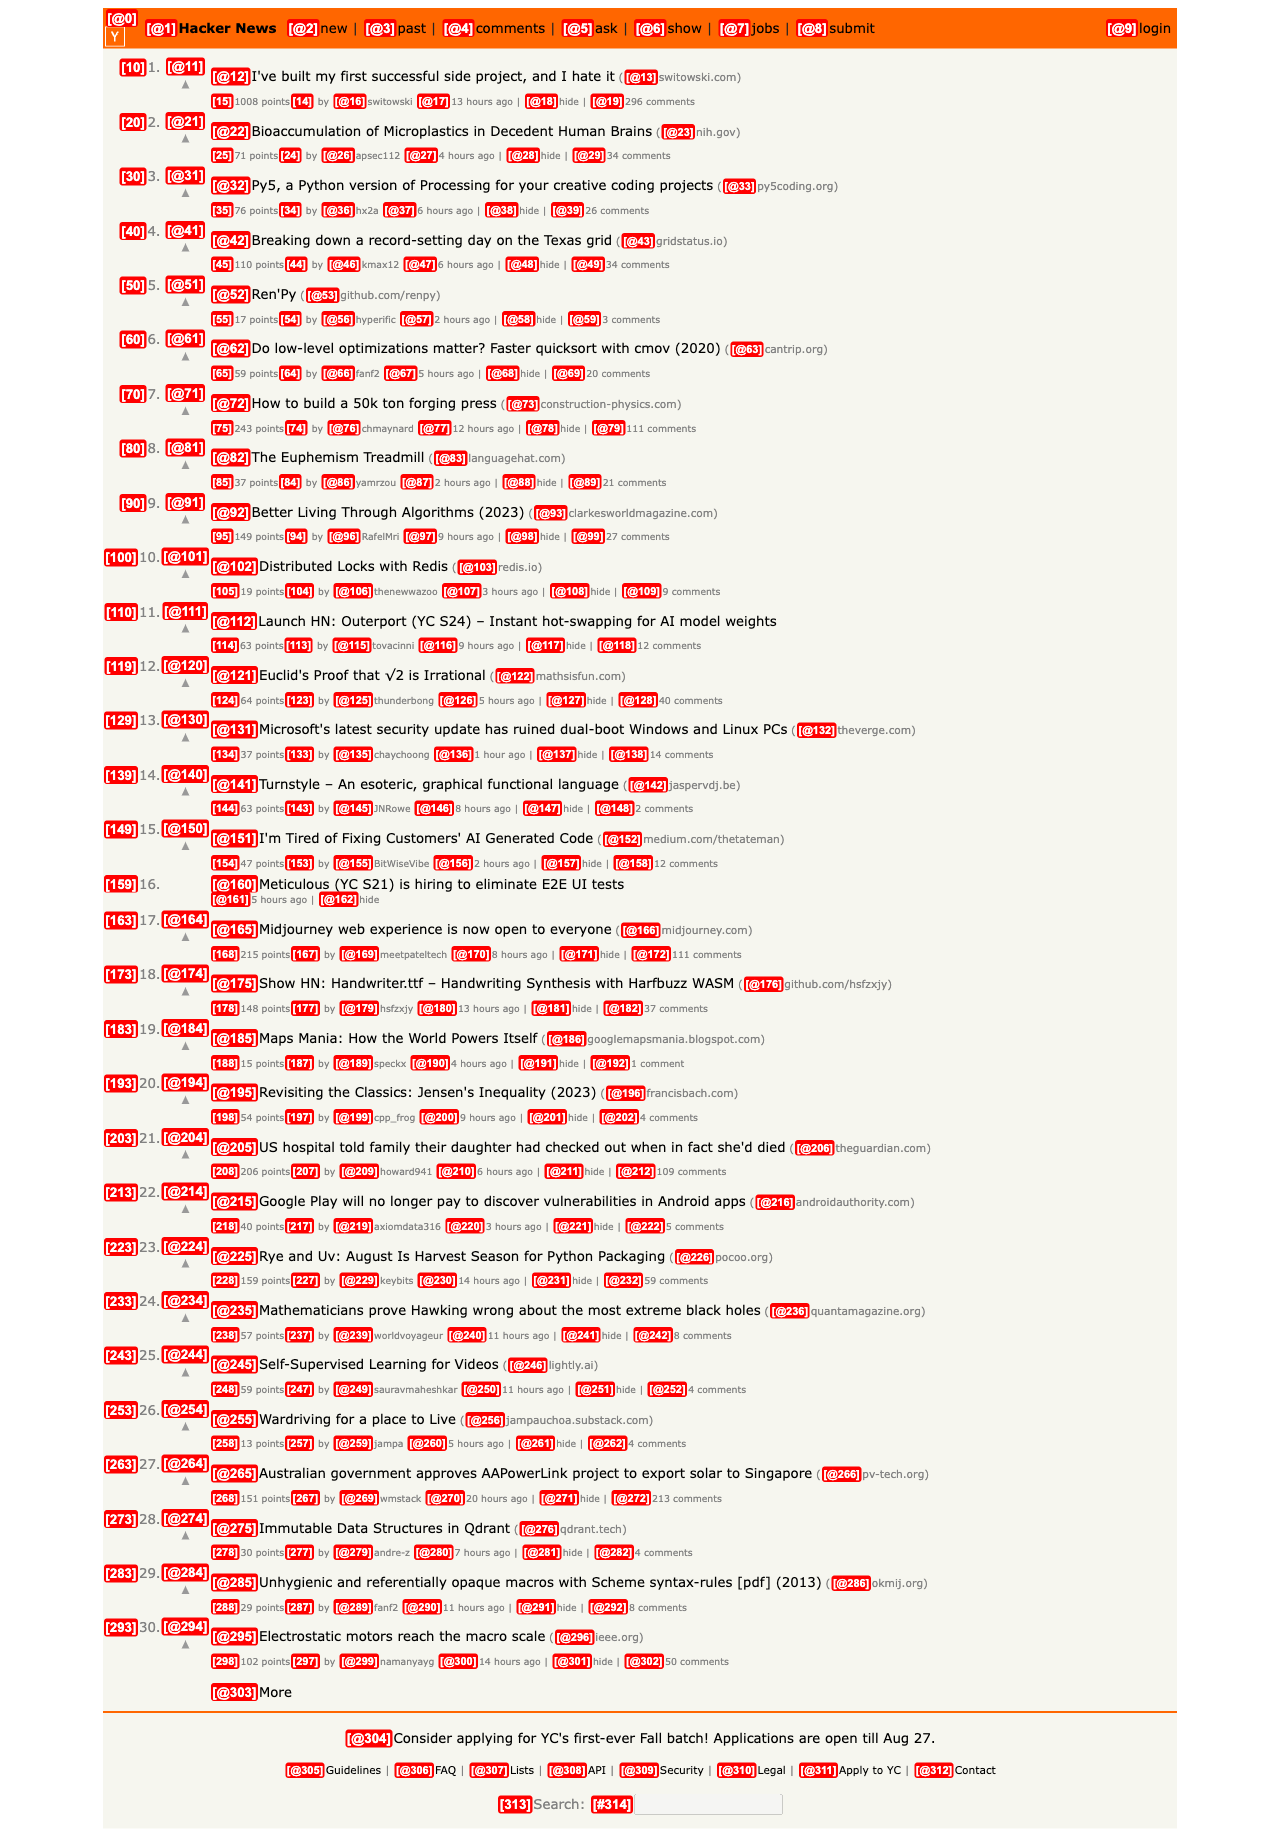 [@0] Y [@1]Hacker News [@2]new | [@3]past | [@4]comments | [@5]ask | [@6]show | [@7]jobs | [@8]submit [@9]login
[10]1. [@11] ▲ [@12]I've built my first successful side project, and I hate it ([@13]switowski.com)
[15]1008 points[14] by [@16]switowski [@17]13 hours ago | [@18]hide | [@19]296 comments
[20]2. [@21] ▲ [@22]Bioaccumulation of Microplastics in Decedent Human Brains ([@23]nih.gov)
[25]71 points[24] by [@26]apsec112 [@27]4 hours ago | [@28]hide | [@29]34 comments
[30]3. [@31] ▲ [@32]Py5, a Python version of Processing for your creative coding projects ([@33]py5coding.org)
[35]76 points[34] by [@36]hx2a [@37]6 hours ago | [@38]hide | [@39]26 comments
[40]4. [@41] ▲ [@42]Breaking down a record-setting day on the Texas grid ([@43]gridstatus.io)
[45]110 points[44] by [@46]kmax12 [@47]6 hours ago | [@48]hide | [@49]34 comments
[50]5. [@51] ▲ [@52]Ren'Py ([@53]github.com/renpy)
[55]17 points[54] by [@56]hyperific [@57]2 hours ago | [@58]hide | [@59]3 comments
[60]6. [@61] ▲ [@62]Do low-level optimizations matter? Faster quicksort with cmov (2020) ([@63]cantrip.org)
[65]59 points[64] by [@66]fanf2 [@67]5 hours ago | [@68]hide | [@69]20 comments
[70]7. [@71] ▲ [@72]How to build a 50k ton forging press ([@73]construction-physics.com)
[75]243 points[74] by [@76]chmaynard [@77]12 hours ago | [@78]hide | [@79]111 comments
[80]8. [@81] ▲ [@82]The Euphemism Treadmill ([@83]languagehat.com)
[85]37 points[84] by [@86]yamrzou [@87]2 hours ago | [@88]hide | [@89]21 comments
[90]9. [@91] ▲ [@92]Better Living Through Algorithms (2023) ([@93]clarkesworldmagazine.com)
[95]149 points[94] by [@96]RafelMri [@97]9 hours ago | [@98]hide | [@99]27 comments
[100]10. [@101] ▲ [@102]Distributed Locks with Redis ([@103]redis.io)
[105]19 points[104] by [@106]thenewwazoo [@107]3 hours ago | [@108]hide | [@109]9 comments
[110]11. [@111] ▲ [@112]Launch HN: Outerport (YC S24) – Instant hot-swapping for AI model weights
[114]63 points[113] by [@115]tovacinni [@116]9 hours ago | [@117]hide | [@118]12 comments
[119]12. [@120] ▲ [@121]Euclid's Proof that √2 is Irrational ([@122]mathsisfun.com)
[124]64 points[123] by [@125]thunderbong [@126]5 hours ago | [@127]hide | [@128]40 comments
[129]13. [@130] ▲ [@131]Microsoft's latest security update has ruined dual-boot Windows and Linux PCs ([@132]theverge.com)
[134]37 points[133] by [@135]chaychoong [@136]1 hour ago | [@137]hide | [@138]14 comments
[139]14. [@140] ▲ [@141]Turnstyle – An esoteric, graphical functional language ([@142]jaspervdj.be)
[144]63 points[143] by [@145]JNRowe [@146]8 hours ago | [@147]hide | [@148]2 comments
[149]15. [@150] ▲ [@151]I'm Tired of Fixing Customers' AI Generated Code ([@152]medium.com/thetateman)
[154]47 points[153] by [@155]BitWiseVibe [@156]2 hours ago | [@157]hide | [@158]12 comments
[159]16. [@160]Meticulous (YC S21) is hiring to eliminate E2E UI tests
[@161]5 hours ago | [@162]hide
[163]17. [@164] ▲ [@165]Midjourney web experience is now open to everyone ([@166]midjourney.com)
[168]215 points[167] by [@169]meetpateltech [@170]8 hours ago | [@171]hide | [@172]111 comments
[173]18. [@174] ▲ [@175]Show HN: Handwriter.ttf – Handwriting Synthesis with Harfbuzz WASM ([@176]github.com/hsfzxjy)
[178]148 points[177] by [@179]hsfzxjy [@180]13 hours ago | [@181]hide | [@182]37 comments
[183]19. [@184] ▲ [@185]Maps Mania: How the World Powers Itself ([@186]googlemapsmania.blogspot.com)
[188]15 points[187] by [@189]speckx [@190]4 hours ago | [@191]hide | [@192]1 comment
[193]20. [@194] ▲ [@195]Revisiting the Classics: Jensen's Inequality (2023) ([@196]francisbach.com)
[198]54 points[197] by [@199]cpp_frog [@200]9 hours ago | [@201]hide | [@202]4 comments
[203]21. [@204] ▲ [@205]US hospital told family their daughter had checked out when in fact she'd died ([@206]theguardian.com)
[208]206 points[207] by [@209]howard941 [@210]6 hours ago | [@211]hide | [@212]109 comments
[213]22. [@214] ▲ [@215]Google Play will no longer pay to discover vulnerabilities in Android apps ([@216]androidauthority.com)
[218]40 points[217] by [@219]axiomdata316 [@220]3 hours ago | [@221]hide | [@222]5 comments
[223]23. [@224] ▲ [@225]Rye and Uv: August Is Harvest Season for Python Packaging ([@226]pocoo.org)
[228]159 points[227] by [@229]keybits [@230]14 hours ago | [@231]hide | [@232]59 comments
[233]24. [@234] ▲ [@235]Mathematicians prove Hawking wrong about the most extreme black holes ([@236]quantamagazine.org)
[238]57 points[237] by [@239]worldvoyageur [@240]11 hours ago | [@241]hide | [@242]8 comments
[243]25. [@244] ▲ [@245]Self-Supervised Learning for Videos ([@246]lightly.ai)
[248]59 points[247] by [@249]sauravmaheshkar [@250]11 hours ago | [@251]hide | [@252]4 comments
[253]26. [@254] ▲ [@255]Wardriving for a place to Live ([@256]jampauchoa.substack.com)
[258]13 points[257] by [@259]jampa [@260]5 hours ago | [@261]hide | [@262]4 comments
[263]27. [@264] ▲ [@265]Australian government approves AAPowerLink project to export solar to Singapore ([@266]pv-tech.org)
[268]151 points[267] by [@269]wmstack [@270]20 hours ago | [@271]hide | [@272]213 comments
[273]28. [@274] ▲ [@275]Immutable Data Structures in Qdrant ([@276]qdrant.tech)
[278]30 points[277] by [@279]andre-z [@280]7 hours ago | [@281]hide | [@282]4 comments
[283]29. [@284] ▲ [@285]Unhygienic and referentially opaque macros with Scheme syntax-rules [pdf] (2013) ([@286]okmij.org)
[288]29 points[287] by [@289]fanf2 [@290]11 hours ago | [@291]hide | [@292]8 comments
[293]30. [@294] ▲ [@295]Electrostatic motors reach the macro scale ([@296]ieee.org)
[298]102 points[297] by [@299]namanyayg [@300]14 hours ago | [@301]hide | [@302]50 comments
[@303]More
[@304]Consider applying for YC's first-ever Fall batch! Applications are open till Aug 27.
[@305]Guidelines | [@306]FAQ | [@307]Lists | [@308]API | [@309]Security | [@310]Legal | [@311]Apply to YC | [@312]Contact
[313]Search: [#314]